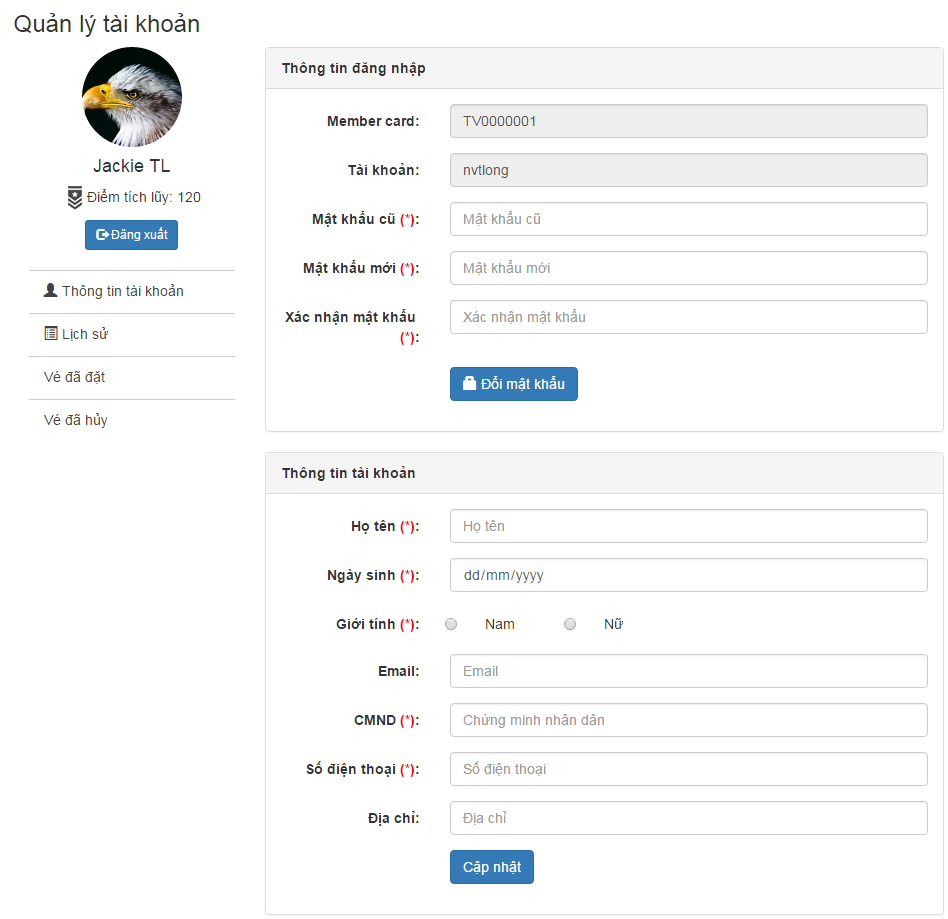 Quản lý tài khoản
Jackie TL
Điểm tích lũy: 120
Đăng xuất
Thông tin tài khoản
Lịch sử
Vé đã đặt
Vé đã hủy
Thông tin đăng nhập
Member card: TV0000001
Tài khoản: nvtlong
Mật khẩu cũ (*): Mật khẩu cũ
Mật khẩu mới (*): Mật khẩu mới
Xác nhận mật khẩu Xác nhận mật khẩu
(*):
Đổi mật khẩu
Thông tin tài khoản
Họ tên (*): Họ tên
Ngày sinh (*): dd/mm/yyyy
Giới tính (*): Nam Nữ
Email: Email
CMND (*): Chứng minh nhân dân
Số điện thoại (*): Số điện thoại
Địa chỉ: Địa chỉ
Cập nhật